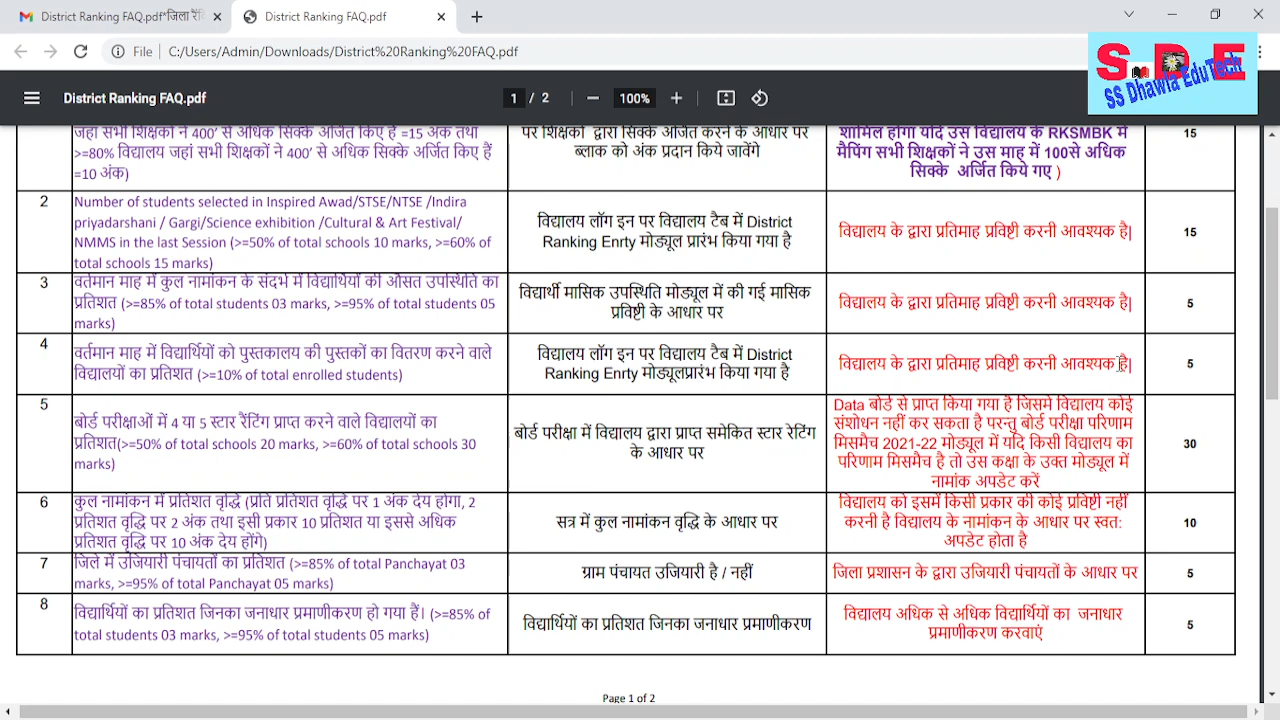 District Ranking FAQ.pdf"जिला रैंकि
District Ranking FAQ.pdf
File
C:/Users/Admin/Downloads/District%20Ranking%20FAQ.pdf
S D E
SS Dhawla EduTech
District Ranking FAQ.pdf
1 / 2
100%
जहां सभी शिक्षकों ने 400’ से अधिक सिक्के अर्जित किए हैं =15 अंक तथा
>=80% विद्यालय जहां सभी शिक्षकों ने 400’ से अधिक सिक्के अर्जित किए हैं
=10 अंक)
पर शिक्षकों द्वारा सिक्के अर्जित करने के आधार पर
ब्लाक को अंक प्रदान किये जावेंगे
शामिल होगा यदि उस विद्यालय के RKSMBK में
मैपिंग सभी शिक्षकों ने उस माह में 100से अधिक
सिक्के अर्जित किये गए )
15
2
Number of students selected in Inspired Awad/STSE/NTSE /Indira
priyadarshani / Gargi/Science exhibition /Cultural & Art Festival/
NMMS in the last Session (>=50% of total schools 10 marks, >=60% of
total schools 15 marks)
विद्यालय लॉग इन पर विद्यालय टैब में District
Ranking Enrty मोड्यूल प्रारंभ किया गया है
विद्यालय के द्वारा प्रतिमाह प्रविष्टी करनी आवश्यक है|
15
3
वर्तमान माह में कुल नामांकन के संदर्भ में विद्यार्थियों की औसत उपस्थिति का
प्रतिशत (>=85% of total students 03 marks, >=95% of total students 05
marks)
विद्यार्थी मासिक उपस्थिति मोड्यूल में की गई मासिक
प्रविष्टी के आधार पर
विद्यालय के द्वारा प्रतिमाह प्रविष्टी करनी आवश्यक है|
5
4
वर्तमान माह में विद्यार्थियों को पुस्तकालय की पुस्तकों का वितरण करने वाले
विद्यालयों का प्रतिशत (>=10% of total enrolled students)
विद्यालय लॉग इन पर विद्यालय टैब में District
Ranking Enrty मोड्यूलप्रारंभ किया गया है
विद्यालय के द्वारा प्रतिमाह प्रविष्टी करनी आवश्यक है|
5
5
बोर्ड परीक्षाओं में 4 या 5 स्टार रैंटिंग प्राप्त करने वाले विद्यालयों का
प्रतिशत(>=50% of total schools 20 marks, >=60% of total schools 30
marks)
बोर्ड परीक्षा में विद्यालय द्वारा प्राप्त समेकित स्टार रेटिंग
के आधार पर
Data बोर्ड से प्राप्त किया गया है जिसमे विद्यालय कोई
संशोधन नहीं कर सकता है परन्तु बोर्ड परीक्षा परिणाम
मिसमैच 2021-22 मोड्यूल में यदि किसी विद्यालय का
परिणाम मिसमैच है तो उस कक्षा के उक्त मोड्यूल में
नामांक अपडेट करें
30
6
कुल नामांकन में प्रतिशत वृद्धि (प्रति प्रतिशत वृद्धि पर 1 अंक देय होगा, 2
प्रतिशत वृद्धि पर 2 अंक तथा इसी प्रकार 10 प्रतिशत या इससे अधिक
प्रतिशत वृद्धि पर 10 अंक देय होंगे)
सत्र में कुल नामांकन वृद्धि के आधार पर
विद्यालय को इसमें किसी प्रकार की कोई प्रविष्टी नहीं
करनी है विद्यालय के नामांकन के आधार पर स्वत:
अपडेट होता है
10
7
जिले में उजियारी पंचायतों का प्रतिशत (>=85% of total Panchayat 03
marks, >=95% of total Panchayat 05 marks)
ग्राम पंचायत उजियारी है / नहीं
जिला प्रशासन के द्वारा उजियारी पंचायतों के आधार पर
5
8
विद्यार्थियों का प्रतिशत जिनका जनाधार प्रमाणीकरण हो गया हैं। (>=85% of
total students 03 marks, >=95% of total students 05 marks)
विद्यार्थियों का प्रतिशत जिनका जनाधार प्रमाणीकरण
विद्यालय अधिक से अधिक विद्यार्थियों का जनाधार
प्रमाणीकरण करवाएं
5
Page 1 of 2